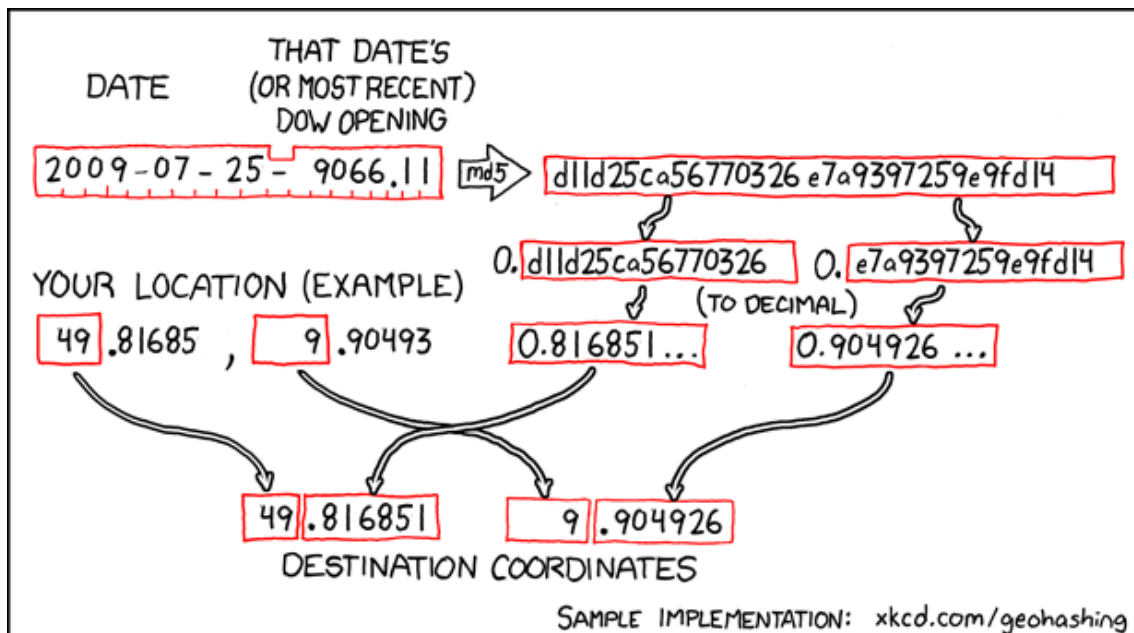 DATE
THAT DATE'S
(OR MOST RECENT)
DOW OPENING
2009-07-25- 9066.11
md5
d11d25ca56770326e7a9397259e9fd14
0.d11d25ca56770326
0.e7a9397259e9fd14
(TO DECIMAL)
YOUR LOCATION (EXAMPLE)
49.81685, 9.90493
0.816851...
0.904926 ...
49.816851
9.904926
DESTINATION COORDINATES
SAMPLE IMPLEMENTATION: xkcd.com/geohashing